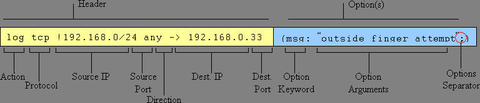 Header Option(s)
log tcp !192.168.0/24 any -> 192.168.0.33 (msg: "outside finger attempt";)
Action Protocol Source IP Source Port Direction Dest. IP Dest. Port Option Keyword Option Arguments Options Separator